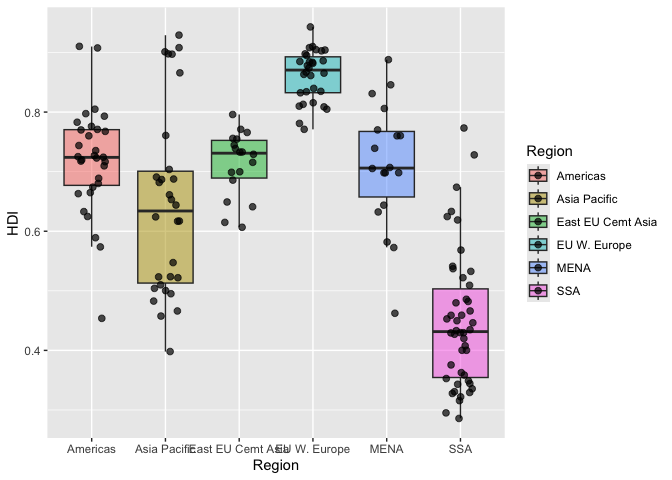 HDI
0.8
0.6
0.4
Americas
Asia Pacific
East EU Cemt Asia
EU W. Europe
MENA
SSA
Region
Region
Americas
Asia Pacific
East EU Cemt Asia
EU W. Europe
MENA
SSA